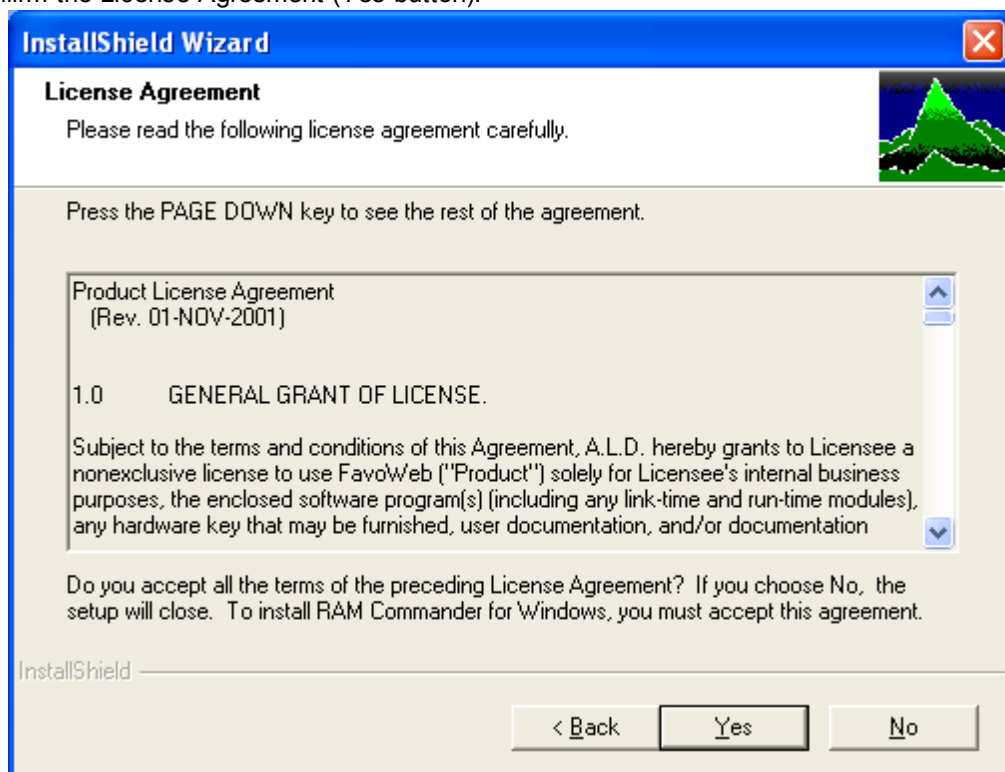 the License Agreement (Yes button).
InstallShield Wizard
License Agreement
Please read the following license agreement carefully.
Press the PAGE DOWN key to see the rest of the agreement.
Product License Agreement
(Rev. 01-NOV-2001)
1.0 GENERAL GRANT OF LICENSE.
Subject to the terms and conditions of this Agreement, A.L.D. hereby grants to Licensee a
nonexclusive license to use FavoWeb ("Product") solely for Licensee's internal business
purposes, the enclosed software program(s) (including any link-time and run-time modules),
any hardware key that may be furnished, user documentation, and/or documentation
Do you accept all the terms of the preceding License Agreement? If you choose No, the
setup will close. To install RAM Commander for Windows, you must accept this agreement.
InstallShield
< Back Yes No